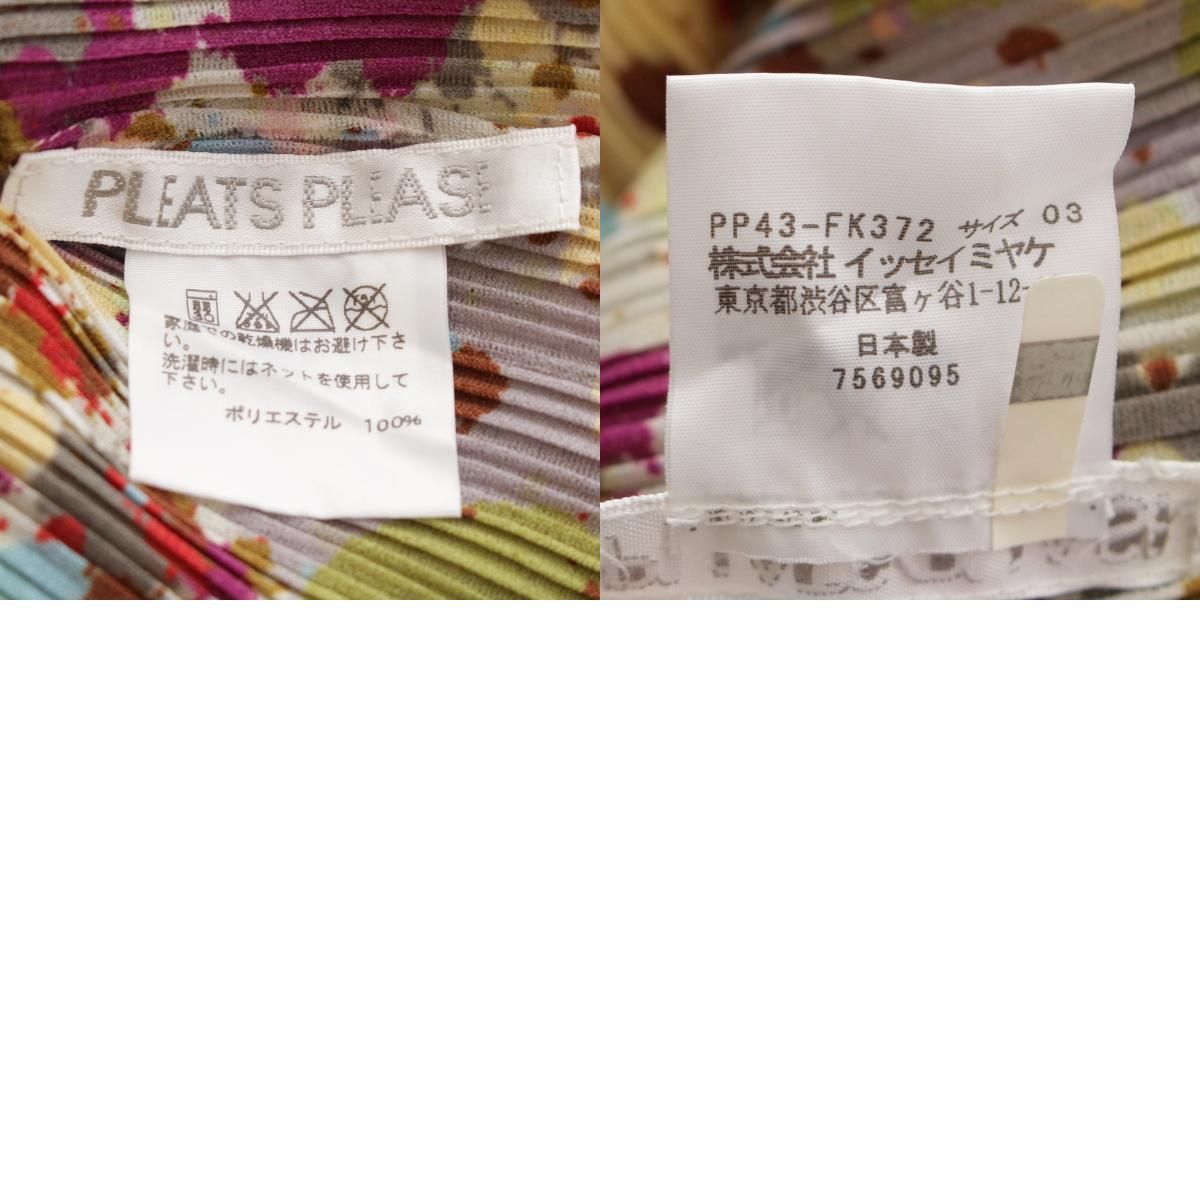 PLEATS PLEASE
家庭での乾燥機はお避け下さ
い。
洗濯時にはネットを使用して
下さい。
ポリエステル 100%
PP43-FK372 サイズ 03
株式会社 イッセイミヤケ
東京都渋谷区富ヶ谷1-12-
日本製
7569095